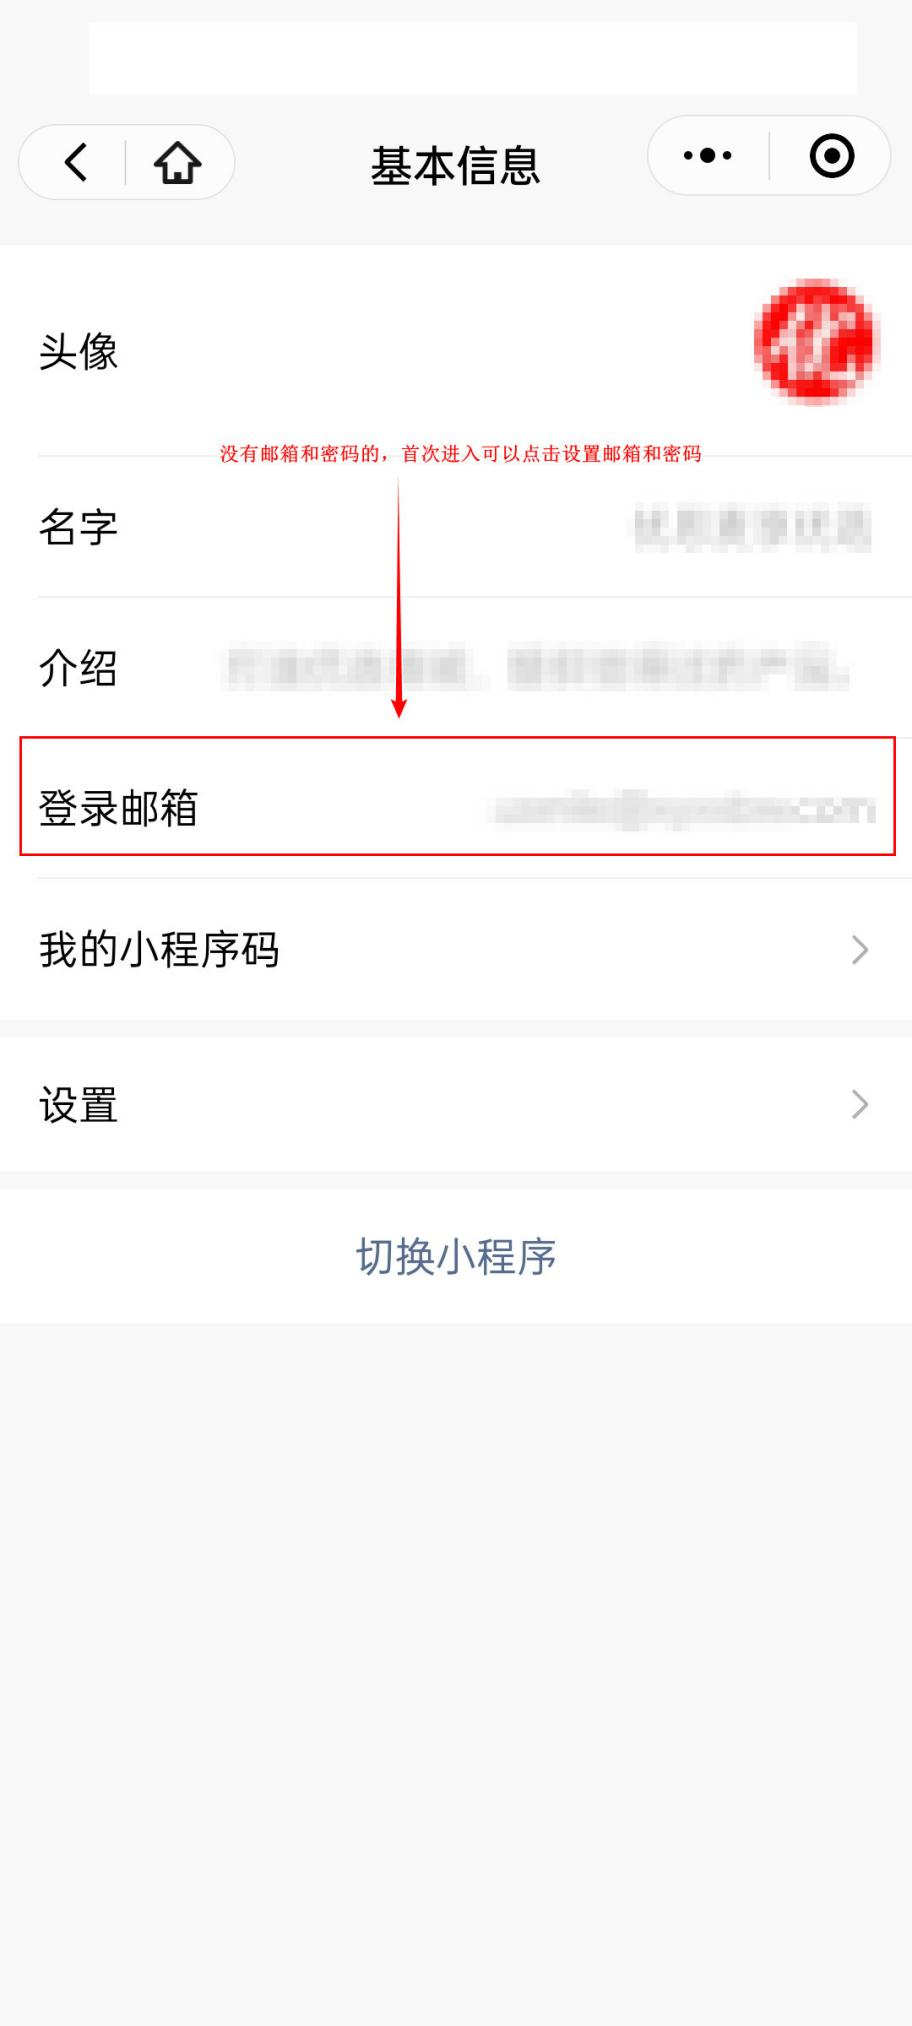 基本信息
头像
没有邮箱和密码的，首次进入可以点击设置邮箱和密码
名字
介绍
登录邮箱
我的小程序码
设置
切换小程序